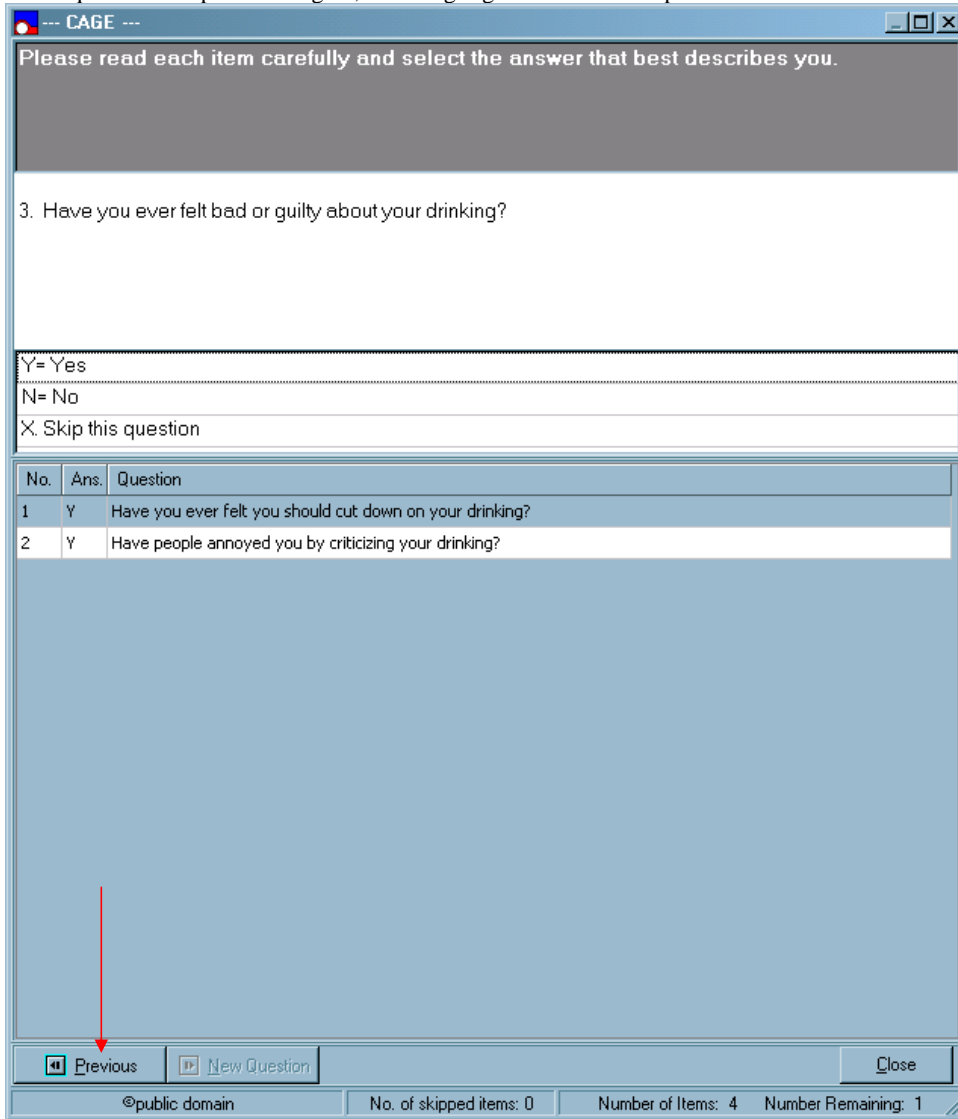 --- CAGE ---
Please read each item carefully and select the answer that best describes you.
3. Have you ever felt bad or guilty about your drinking?
Y= Yes
N= No
X. Skip this question
No. Ans. Question
1 Y Have you ever felt you should cut down on your drinking?
2 Y Have people annoyed you by criticizing your drinking?
Previous New Question Close
©public domain No. of skipped items: 0 Number of Items: 4 Number Remaining: 1